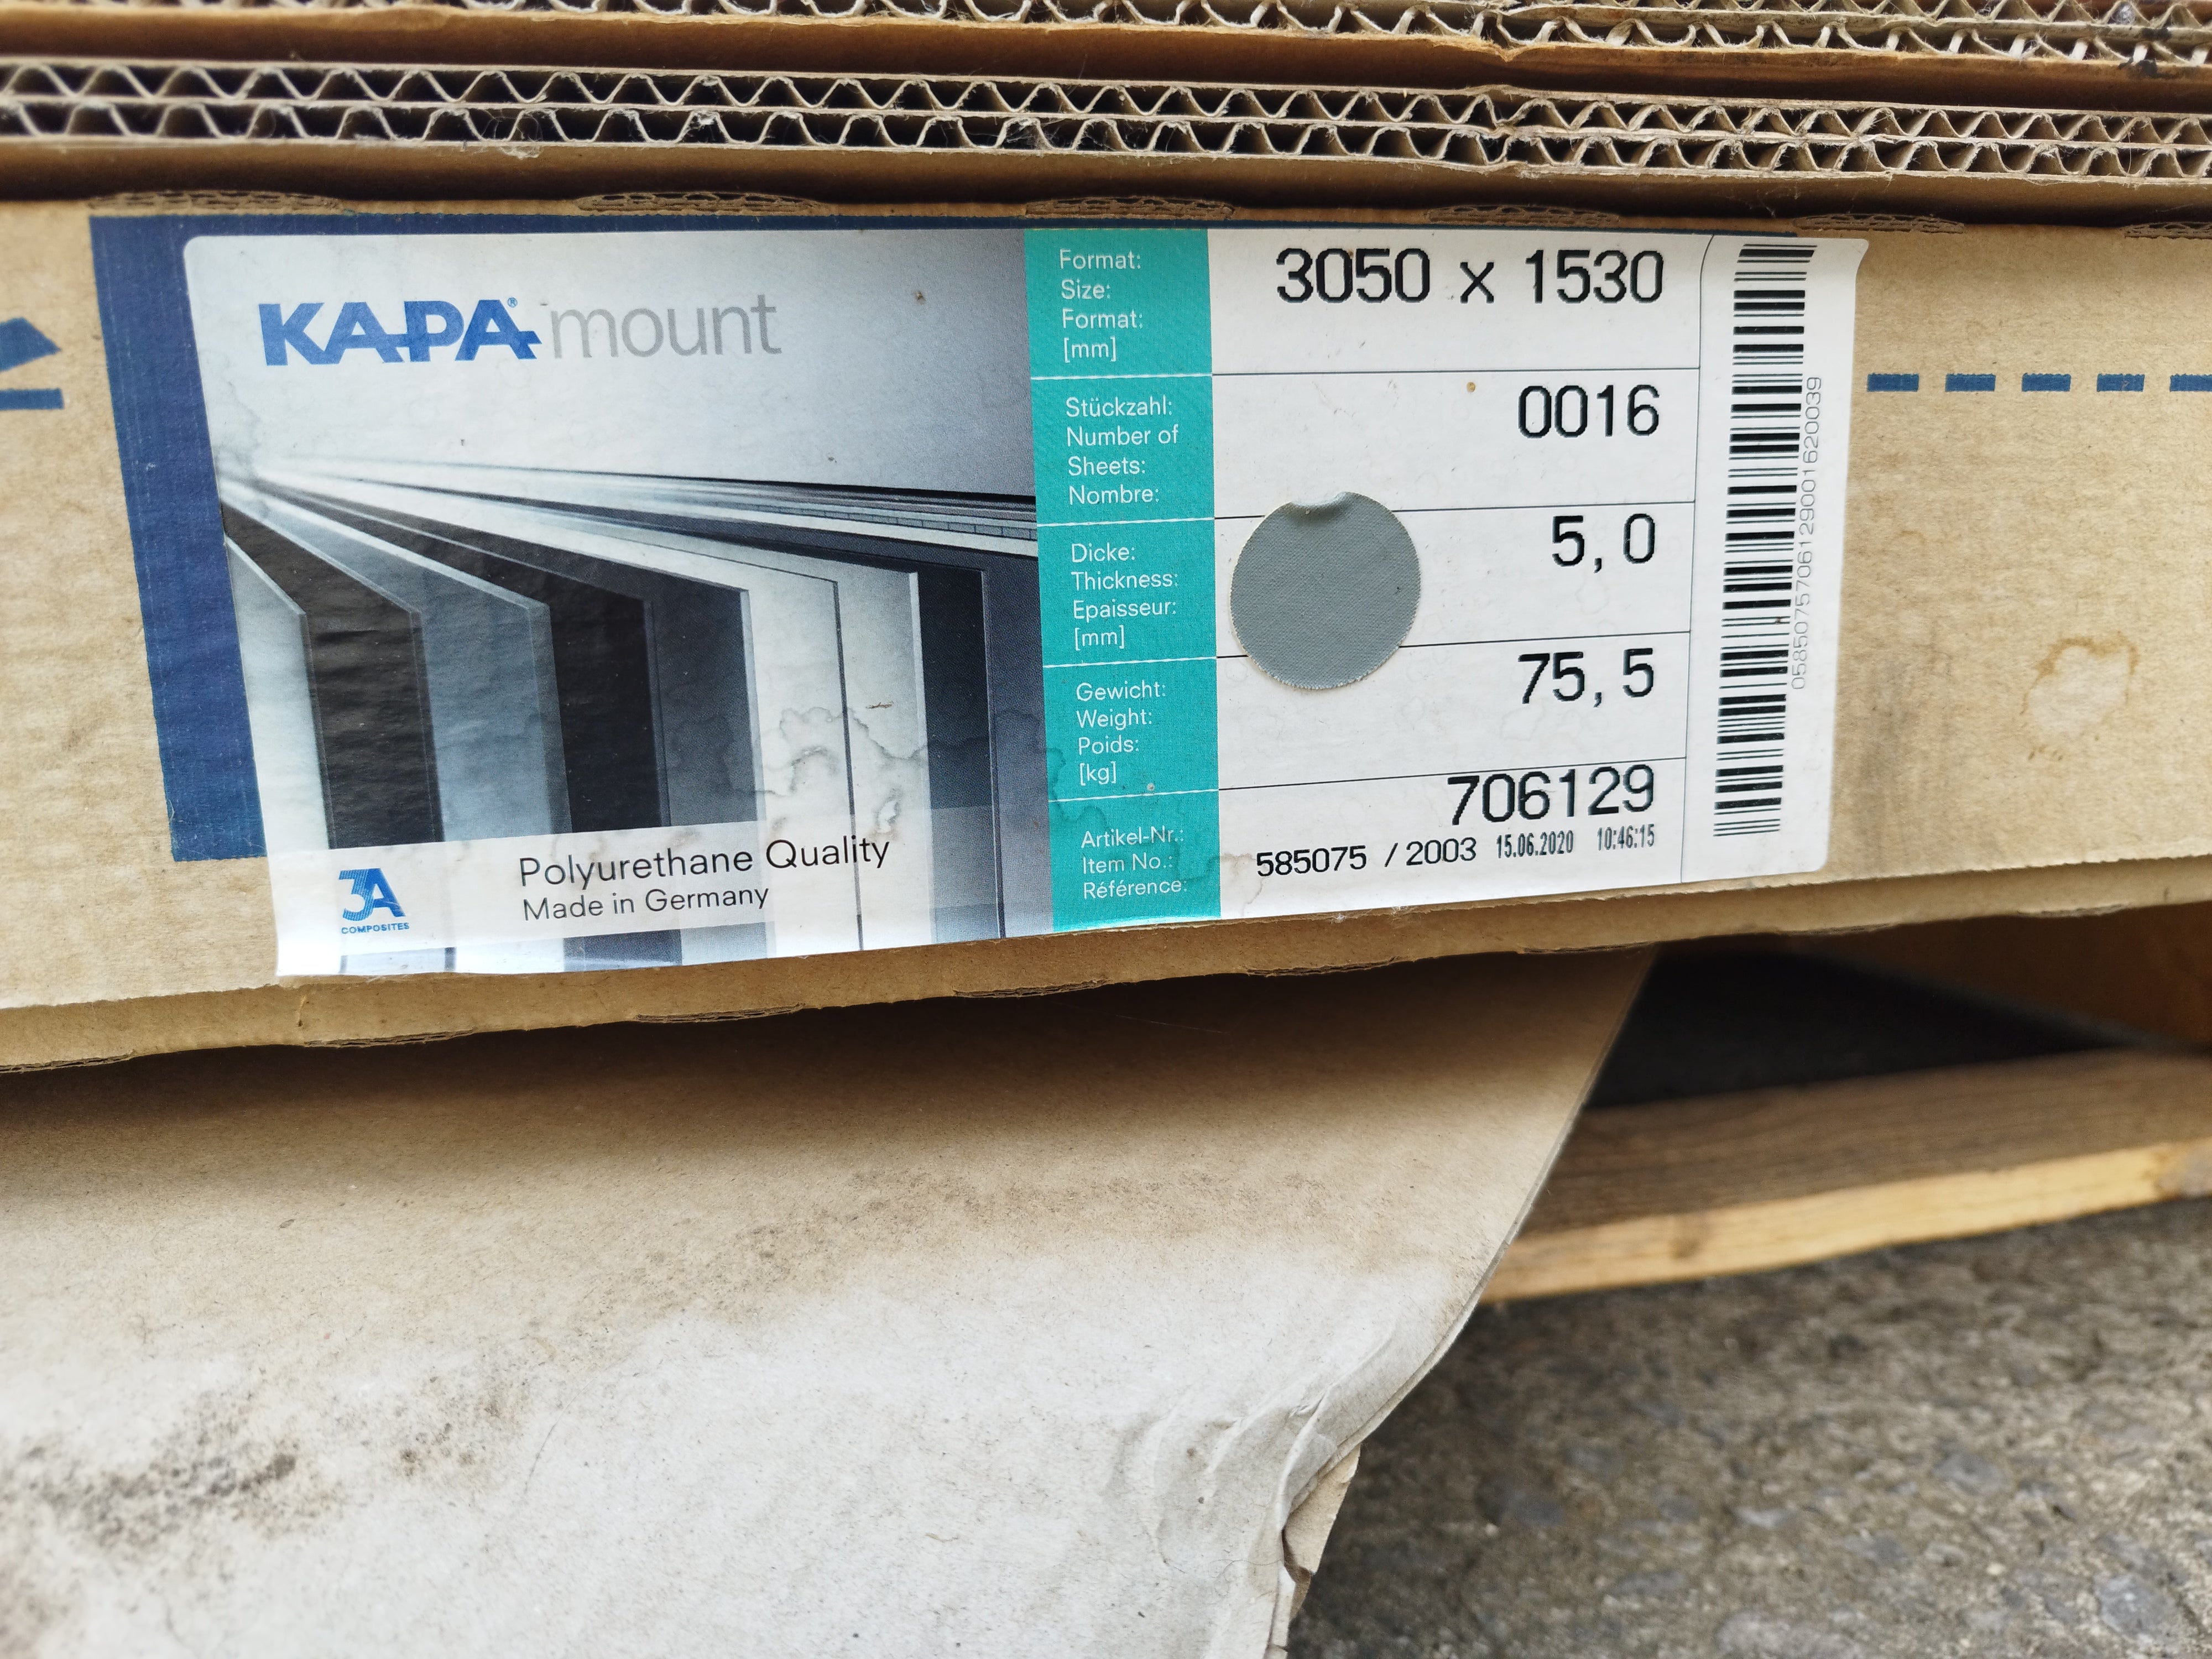 KAPA® mount
3A
COMPOSITES
Polyurethane Quality
Made in Germany
Format:
Size:
Format:
[mm]
3050 x 1530
Stückzahl:
Number of
Sheets:
Nombre:
0016
Dicke:
Thickness:
Epaisseur:
[mm]
5,0
Gewicht:
Weight:
Poids:
[kg]
75,5
Artikel-Nr.:
Item No.:
Référence:
706129
585075 / 2003 15.06.2020 10:46:15
0585075706129001620039